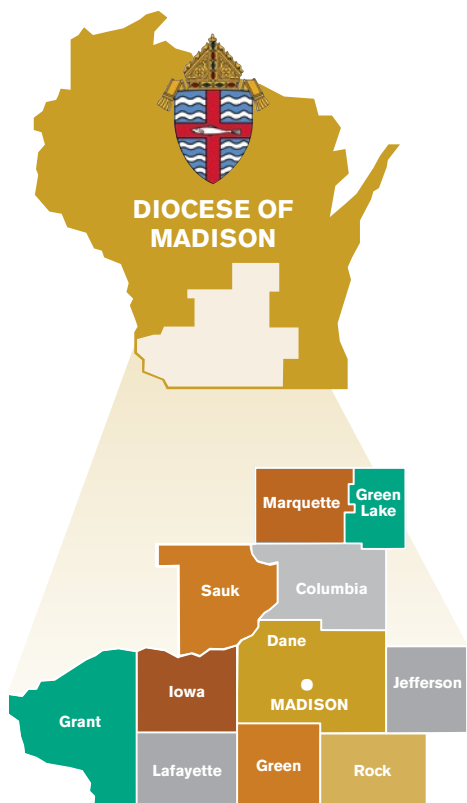 DIOCESE OF
MADISON
Marquette
Green
Lake
Sauk
Columbia
Dane
MADISON
Jefferson
Iowa
Grant
Lafayette
Green
Rock